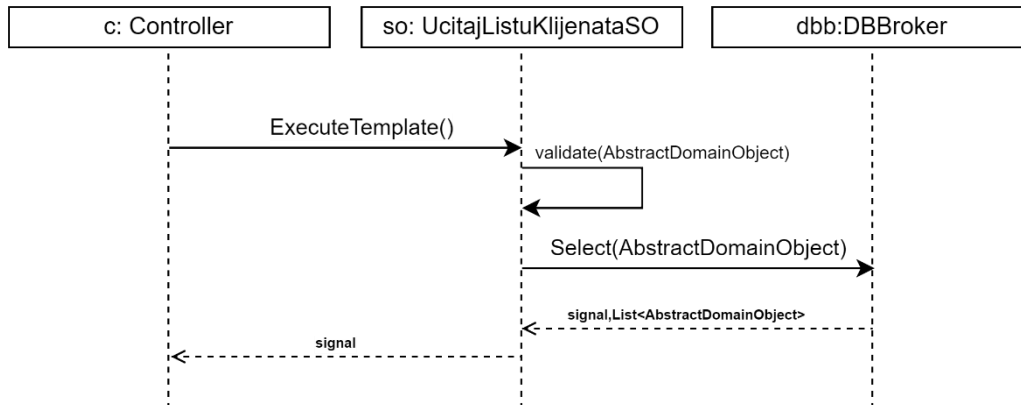 c: Controller
so: UcitajListuKlijenataSO
dbb:DBBroker
ExecuteTemplate()
validate(AbstractDomainObject)
Select(AbstractDomainObject)
signal,List<AbstractDomainObject>
signal